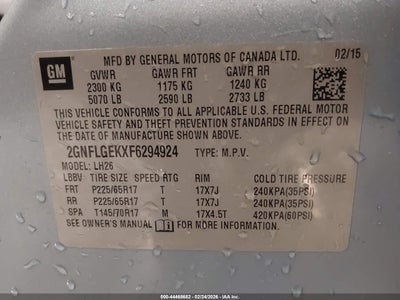 GM
MFD BY GENERAL MOTORS OF CANADA LTD. 02/15
GVWR GAWR FRT GAWR RR
2300 KG 1175 KG 1240 KG
5070 LB 2590 LB 2733 LB
THIS VEHICLE CONFORMS TO ALL APPLICABLE U.S. FEDERAL MOTOR
VEHICLE SAFETY AND THEFT PREVENTION STANDARDS IN EFFECT ON
THE DATE OF MANUFACTURE SHOWN ABOVE.
2GNFLGEKXF6294924 TYPE: M.P.V.
MODEL: LH26
LBBV: TIRE SIZE SPEED RTG RIM COLD TIRE PRESSURE
FRT P225/65R17 T 17X7J 240KPA(35PSI)
RR P225/65R17 T 17X7J 240KPA(35PSI)
SPA T145/70R17 M 17X4.5T 420KPA(60PSI)
SEE OWNER'S MANUAL FOR MORE INFORMATION.
000-44468682 - 02/24/2026 - IAAI US